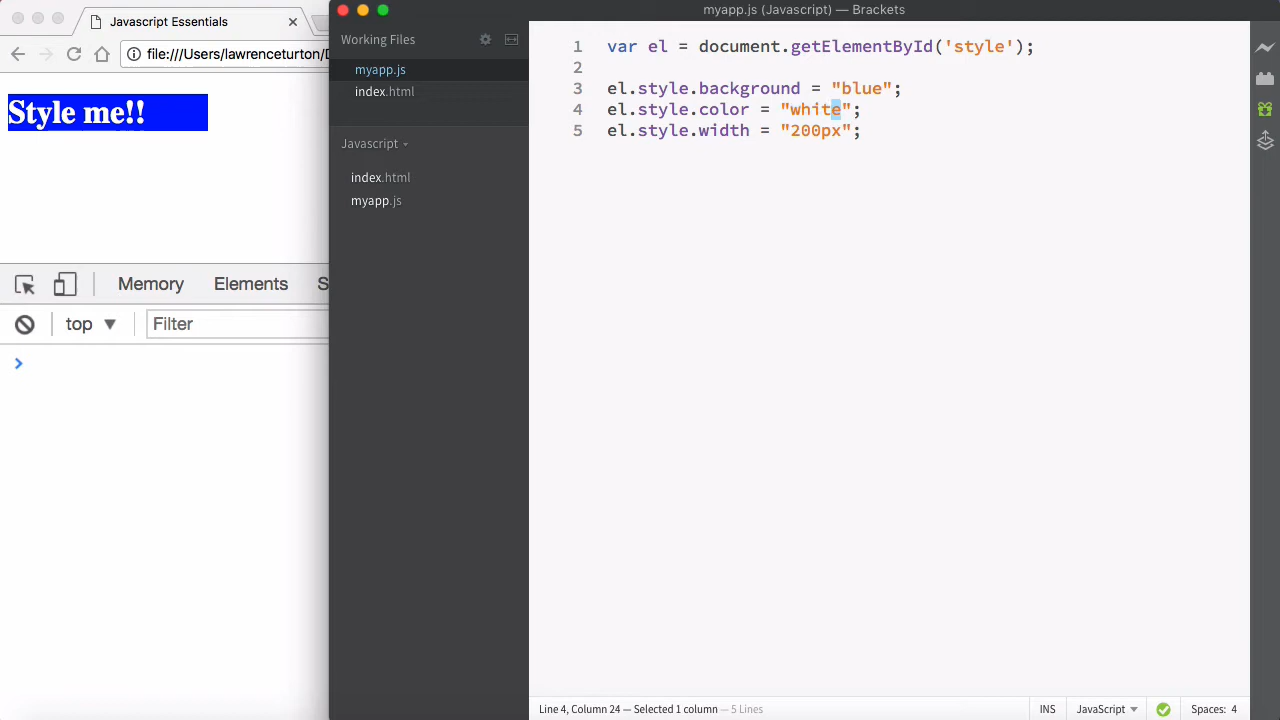 Javascript Essentials
file:///Users/lawrenceturton/D
Style me!!
Memory
Elements
top
Filter
myapp.js (Javascript) — Brackets
Working Files
myapp.js
index.html
Javascript
index.html
myapp.js
1 var el = document.getElementById('style');
2
3 el.style.background = "blue";
4 el.style.color = "white";
5 el.style.width = "200px";
Line 4, Column 24 — Selected 1 column — 5 Lines
INS
JavaScript
Spaces: 4